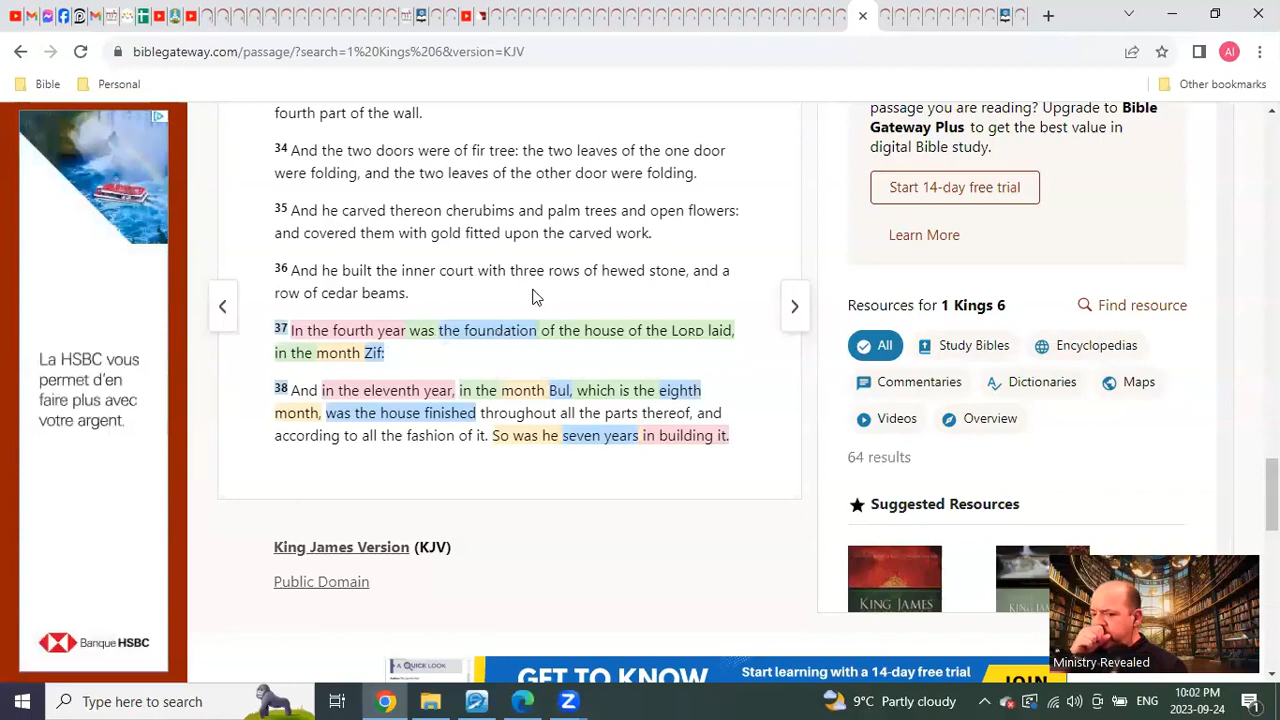 biblegateway.com/passage/?search=1%20Kings%206&version=KJV
AI
Bible
Personal
Other bookmarks
fourth part of the wall.
34 And the two doors were of fir tree: the two leaves of the one door
were folding, and the two leaves of the other door were folding.
35 And he carved thereon cherubims and palm trees and open flowers:
and covered them with gold fitted upon the carved work.
36 And he built the inner court with three rows of hewed stone, and a
row of cedar beams.
37 In the fourth year was the foundation of the house of the LORD laid,
in the month Zif:
38 And in the eleventh year, in the month Bul, which is the eighth
month, was the house finished throughout all the parts thereof, and
according to all the fashion of it. So was he seven years in building it.
King James Version (KJV)
Public Domain
La HSBC vous
permet d'en
faire plus avec
votre argent.
Banque HSBC
passage you are reading? Upgrade to Bible
Gateway Plus to get the best value in
digital Bible study.
Start 14-day free trial
Learn More
Resources for 1 Kings 6
Find resource
All
Study Bibles
Encyclopedias
Commentaries
Dictionaries
Maps
Videos
Overview
64 results
Suggested Resources
KING JAMES
Ministry Revealed
A QUICK LOOK
GET TO KNOW
Start learning with a 14-day free trial
JOIN
Type here to search
9°C Partly cloudy
ENG
10:02 PM
2023-09-24